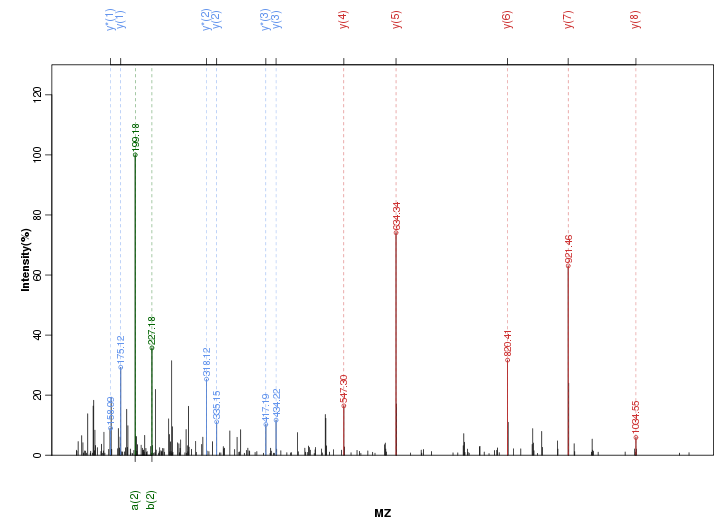 y*(1)
y(1)
y*(2)
y(2)
y*(3)
y(3)
y(4)
y(5)
y(6)
y(7)
y(8)
Intensity(%)
0
20
40
60
80
100
120
158.09
175.12
199.18
227.18
318.12
335.15
417.19
434.22
547.30
634.34
820.41
921.46
1034.55
a(2)
b(2)
MZ